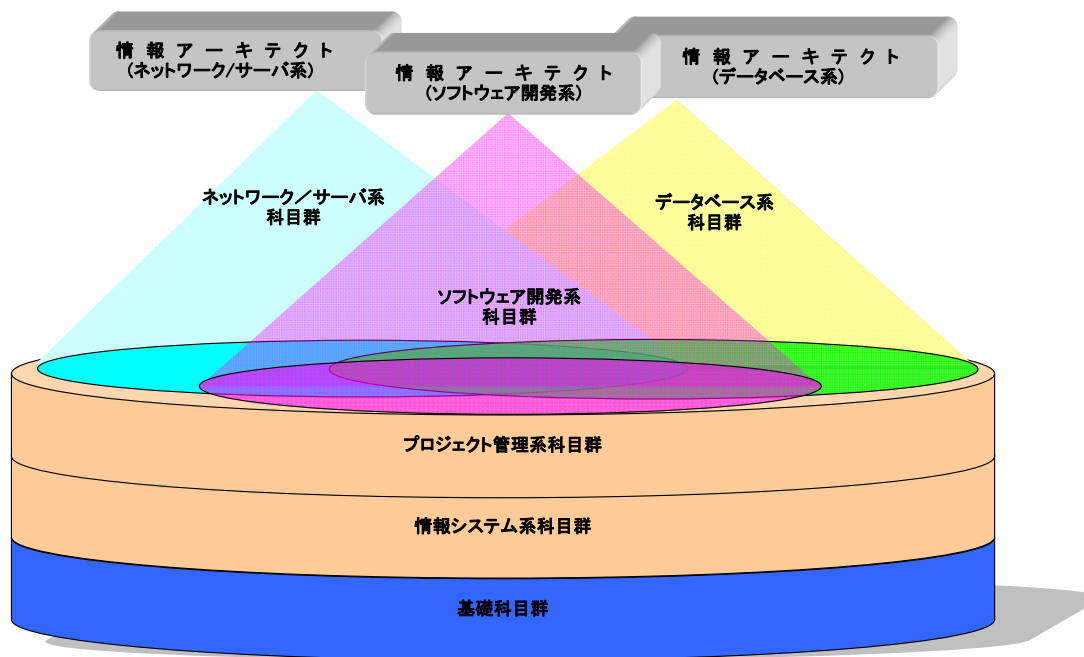 情報アーキテクト
(ネットワーク/サーバ系)
情報アーキテクト
(ソフトウェア開発系)
情報アーキテクト
(データベース系)
ネットワーク／サーバ系
科目群
データベース系
科目群
ソフトウェア開発系
科目群
プロジェクト管理系科目群
情報システム系科目群
基礎科目群